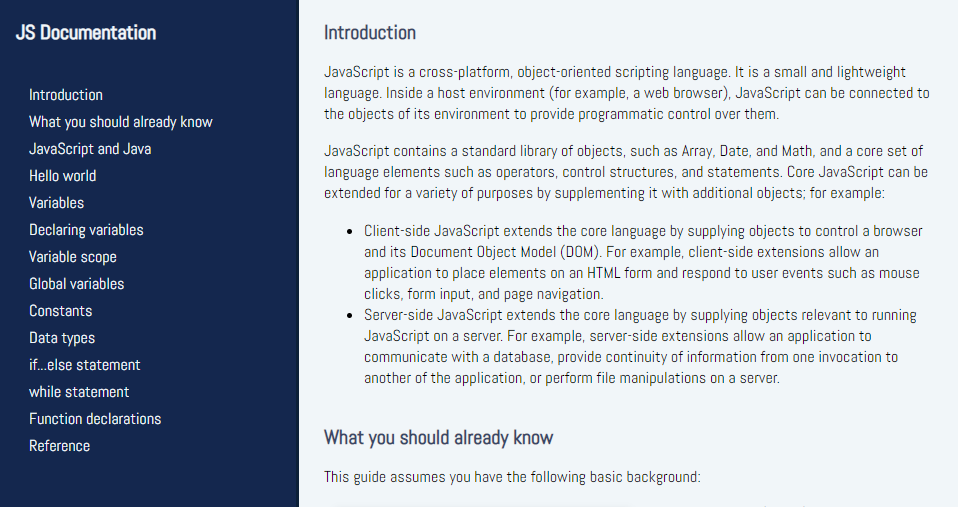 JS Documentation
Introduction
What you should already know
JavaScript and Java
Hello world
Variables
Declaring variables
Variable scope
Global variables
Constants
Data types
if...else statement
while statement
Function declarations
Reference
Introduction
JavaScript is a cross-platform, object-oriented scripting language. It is a small and lightweight
language. Inside a host environment (for example, a web browser), JavaScript can be connected to
the objects of its environment to provide programmatic control over them.
JavaScript contains a standard library of objects, such as Array, Date, and Math, and a core set of
language elements such as operators, control structures, and statements. Core JavaScript can be
extended for a variety of purposes by supplementing it with additional objects; for example:
• Client-side JavaScript extends the core language by supplying objects to control a browser
and its Document Object Model (DOM). For example, client-side extensions allow an
application to place elements on an HTML form and respond to user events such as mouse
clicks, form input, and page navigation.
• Server-side JavaScript extends the core language by supplying objects relevant to running
JavaScript on a server. For example, server-side extensions allow an application to
communicate with a database, provide continuity of information from one invocation to
another of the application, or perform file manipulations on a server.
What you should already know
This guide assumes you have the following basic background: